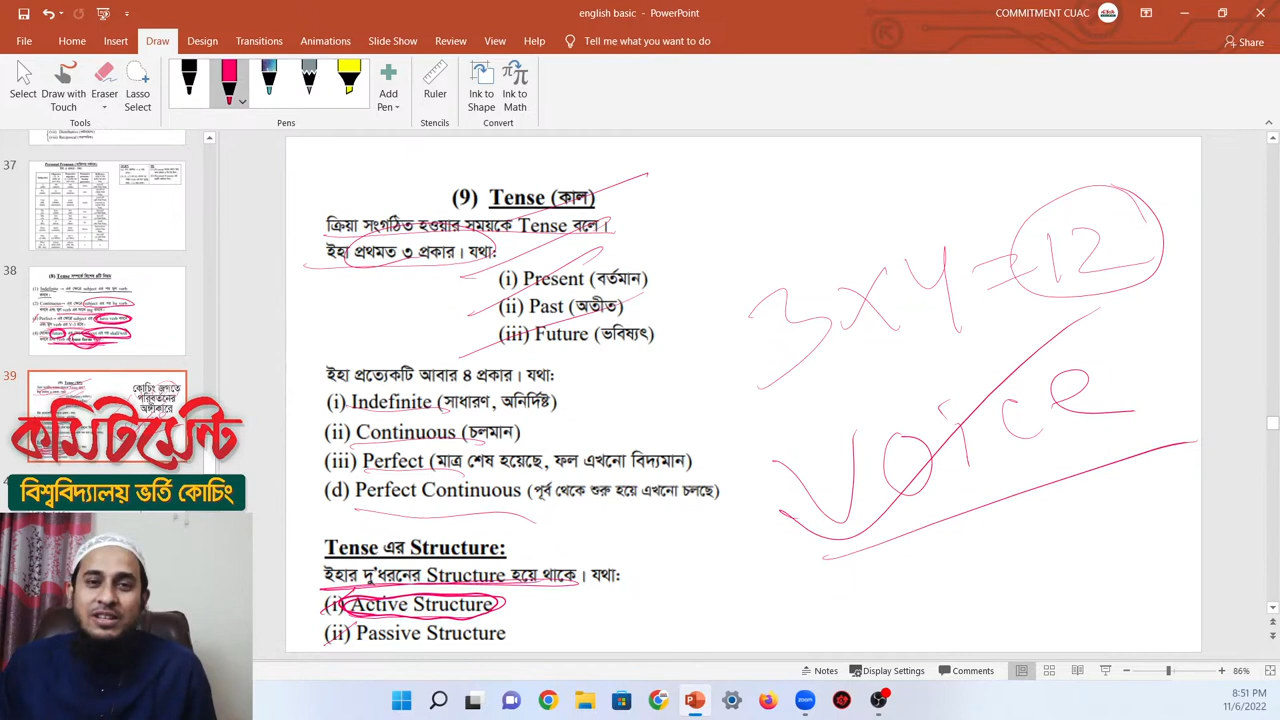 english basic - PowerPoint
COMMITMENT CUAC
File Home Insert Draw Design Transitions Animations Slide Show Review View Help Tell me what you want to do
Share
Select
Draw with Touch
Eraser
Lasso Select
Add Pen
Ruler
Ink to Shape
Ink to Math
Tools
Pens
Stencils
Convert
37
38
39
(9) Tense (কাল)
ক্রিয়া সংগঠিত হওয়ার সময়কে Tense বলে।
ইহা প্রথমত ৩ প্রকার। যথা:
(i) Present (বর্তমান)
(ii) Past (অতীত)
(iii) Future (ভবিষ্যৎ)
ইহা প্রত্যেকটি আবার ৪ প্রকার। যথা:
(i) Indefinite (সাধারণ, অনির্দিষ্ট)
(ii) Continuous (চলমান)
(iii) Perfect (মাত্র শেষ হয়েছে, ফল এখনো বিদ্যমান)
(d) Perfect Continuous (পূর্ব থেকে শুরু হয়ে এখনো চলছে)
Tense এর Structure:
ইহার দু'ধরনের Structure হয়ে থাকে। যথা:
(i) Active Structure
(ii) Passive Structure
3 x 4 = 12
Voice
কোচিং জগতে
পরিবর্তনের
অঙ্গীকারে
কমিটমেন্ট
বিশ্ববিদ্যালয় ভর্তি কোচিং
Notes Display Settings Comments 86%
8:51 PM
11/6/2022